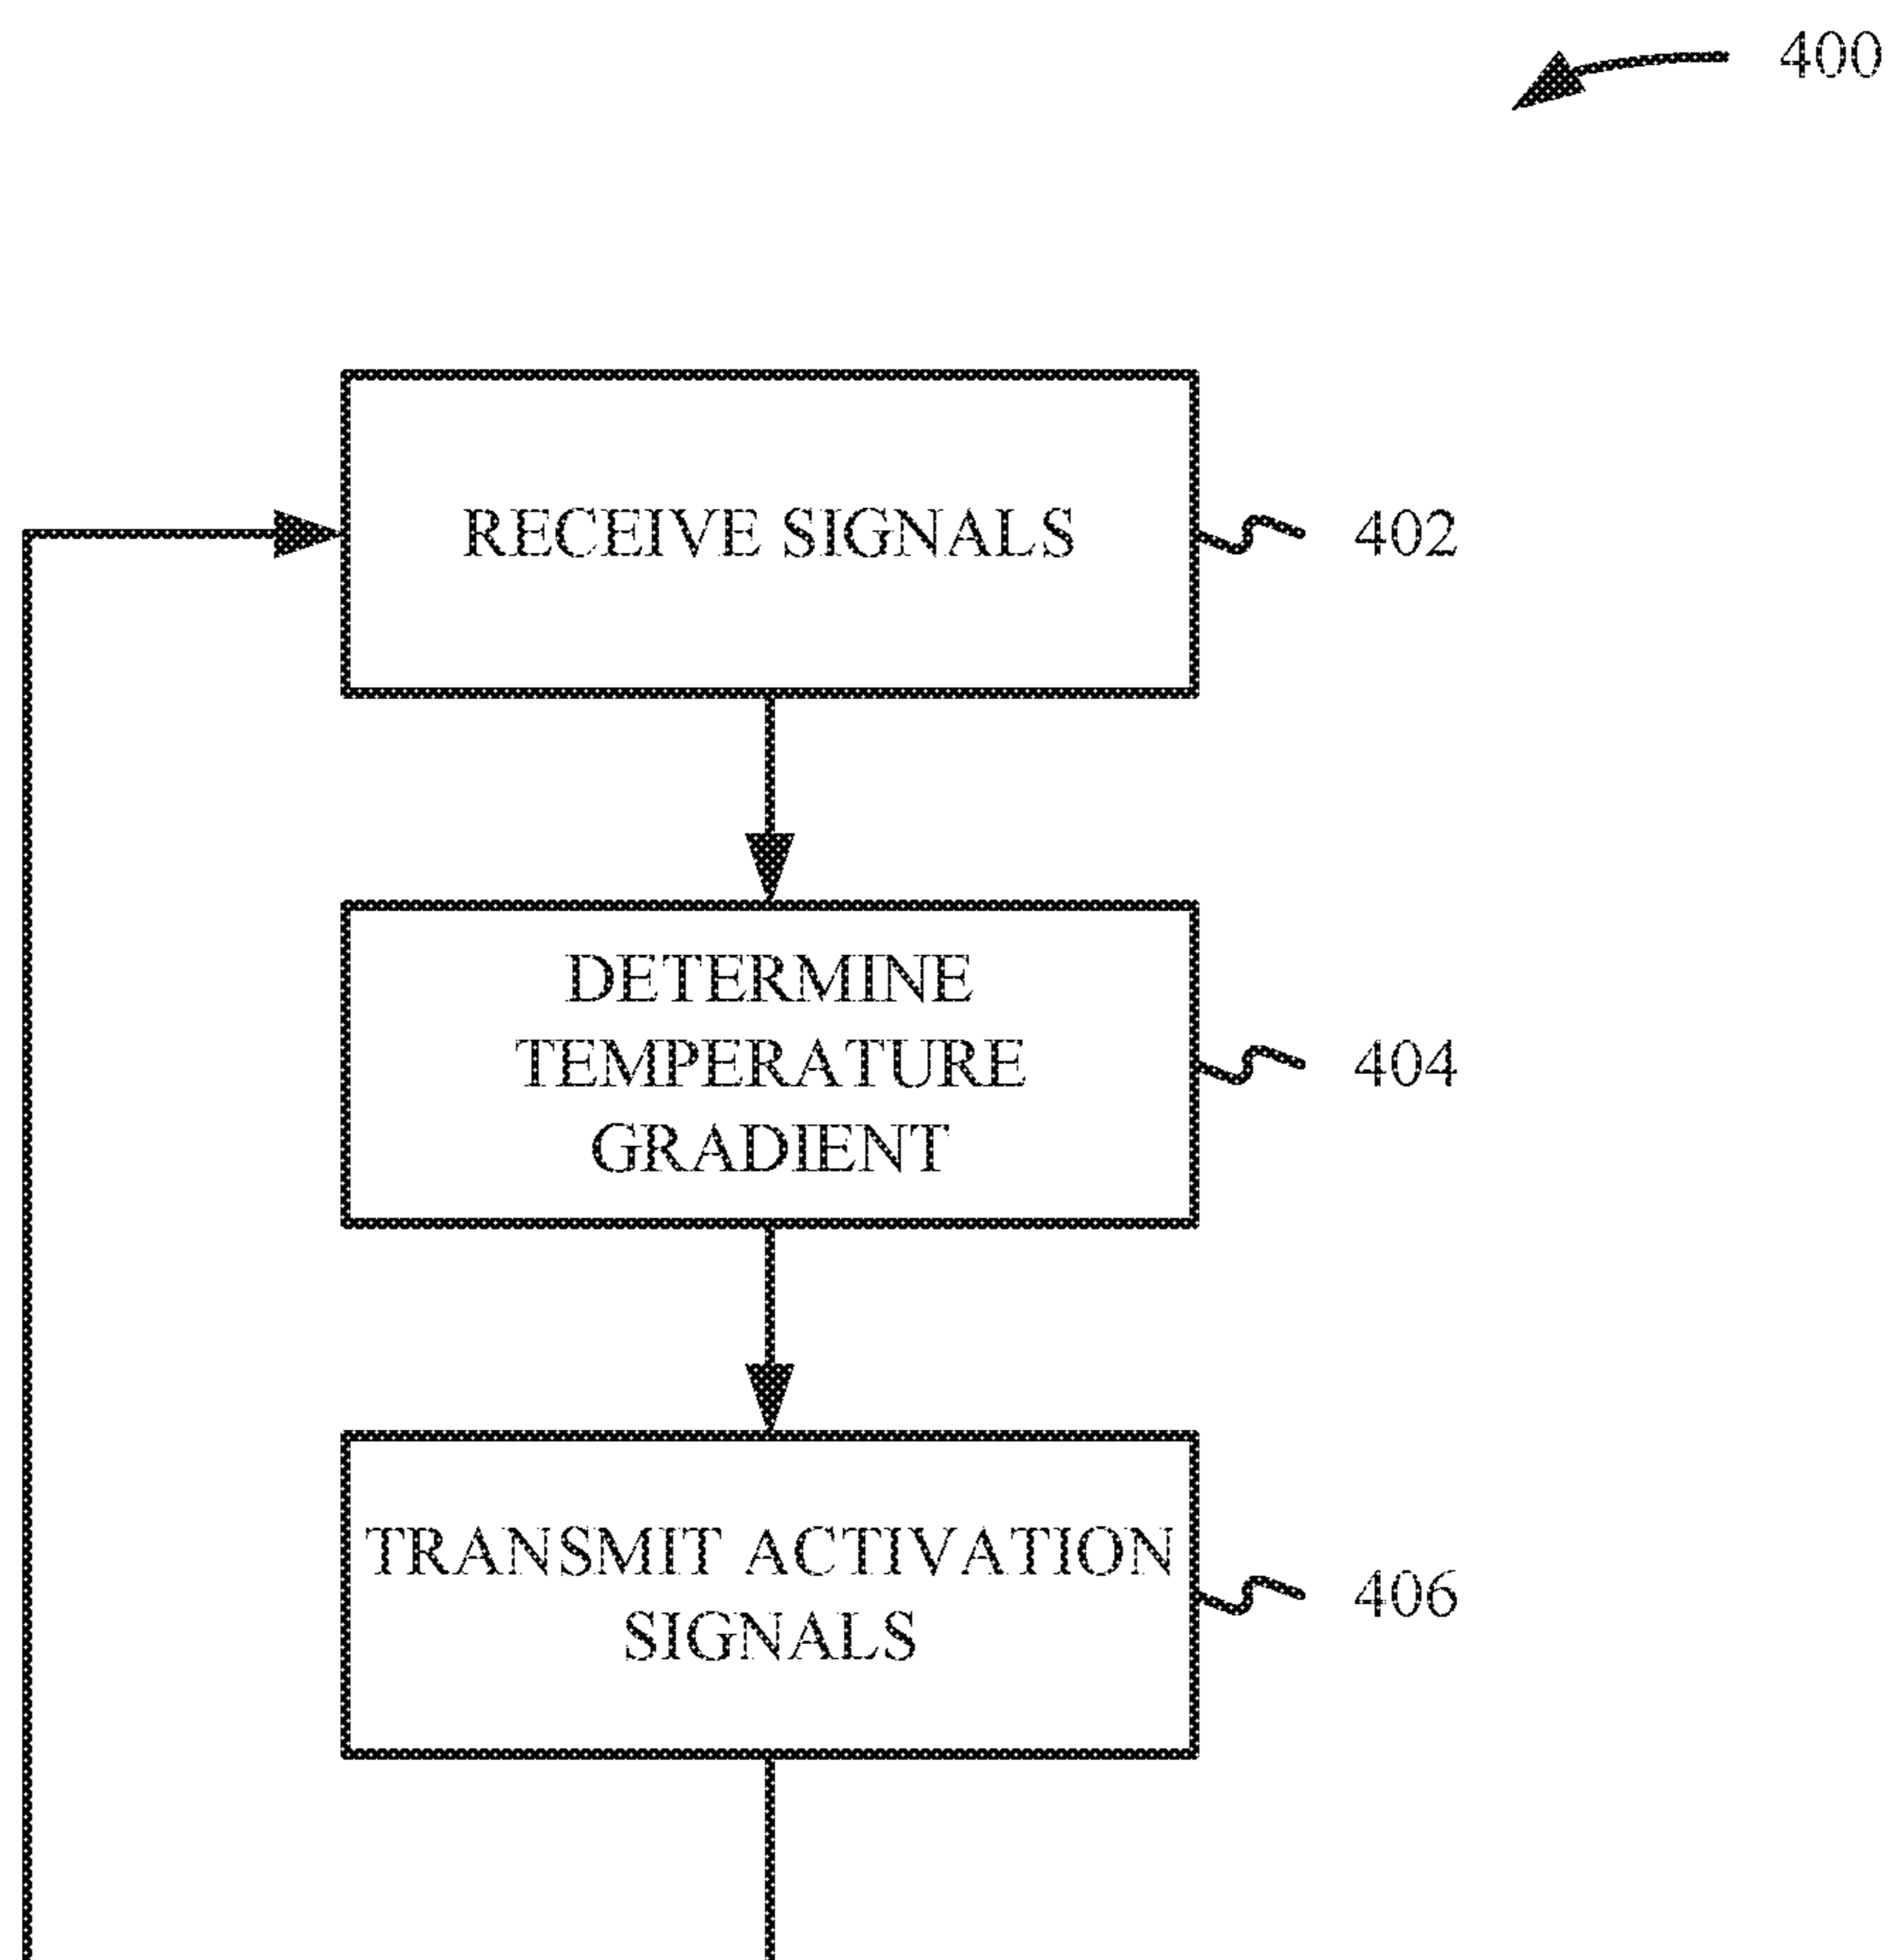 400
RECEIVE SIGNALS
402
DETERMINE
TEMPERATURE
GRADIENT
404
TRANSMIT ACTIVATION
SIGNALS
406